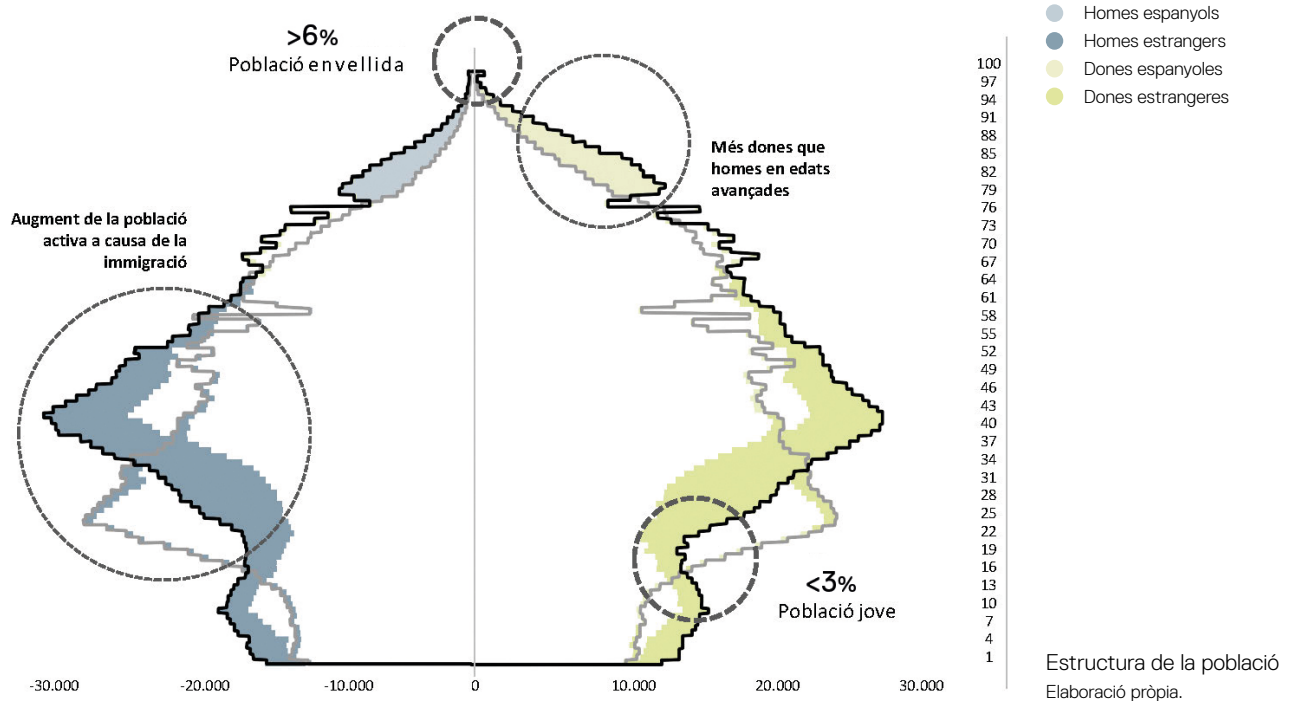 >6%
Població envellida
Més dones que
homes en edats
avançades
Augment de la població
activa a causa de la
immigració
<3%
Població jove
100
97
94
91
88
85
82
79
76
73
70
67
64
61
58
55
52
49
46
43
40
37
34
31
28
25
22
19
16
13
10
7
4
1
-30.000 -20.000 -10.000 0 10.000 20.000 30.000
Homes espanyols
Homes estrangers
Dones espanyoles
Dones estrangeres
Estructura de la població
Elaboració pròpia.